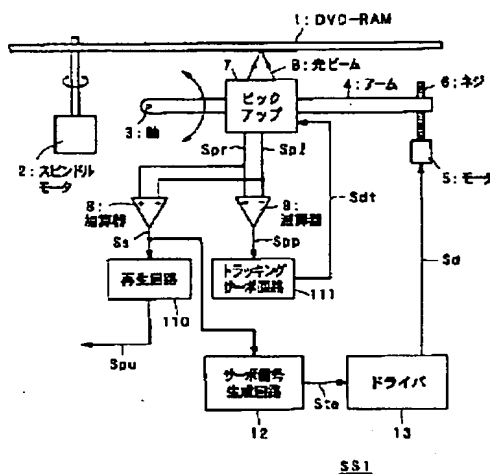 1:DVD-RAM
7
B:光ビーム
ピック
アップ
4:アーム
6:ネジ
3:軸
Spr
Spl
2:スピンドル
モータ
5:モータ
8:
加算器
9:
減算器
Sdt
Ss
Spp
Sd
再生回路
110
トラッキング
サーボ回路
111
Spu
サーボ信号
生成回路
12
Ste
ドライバ
13
SS1